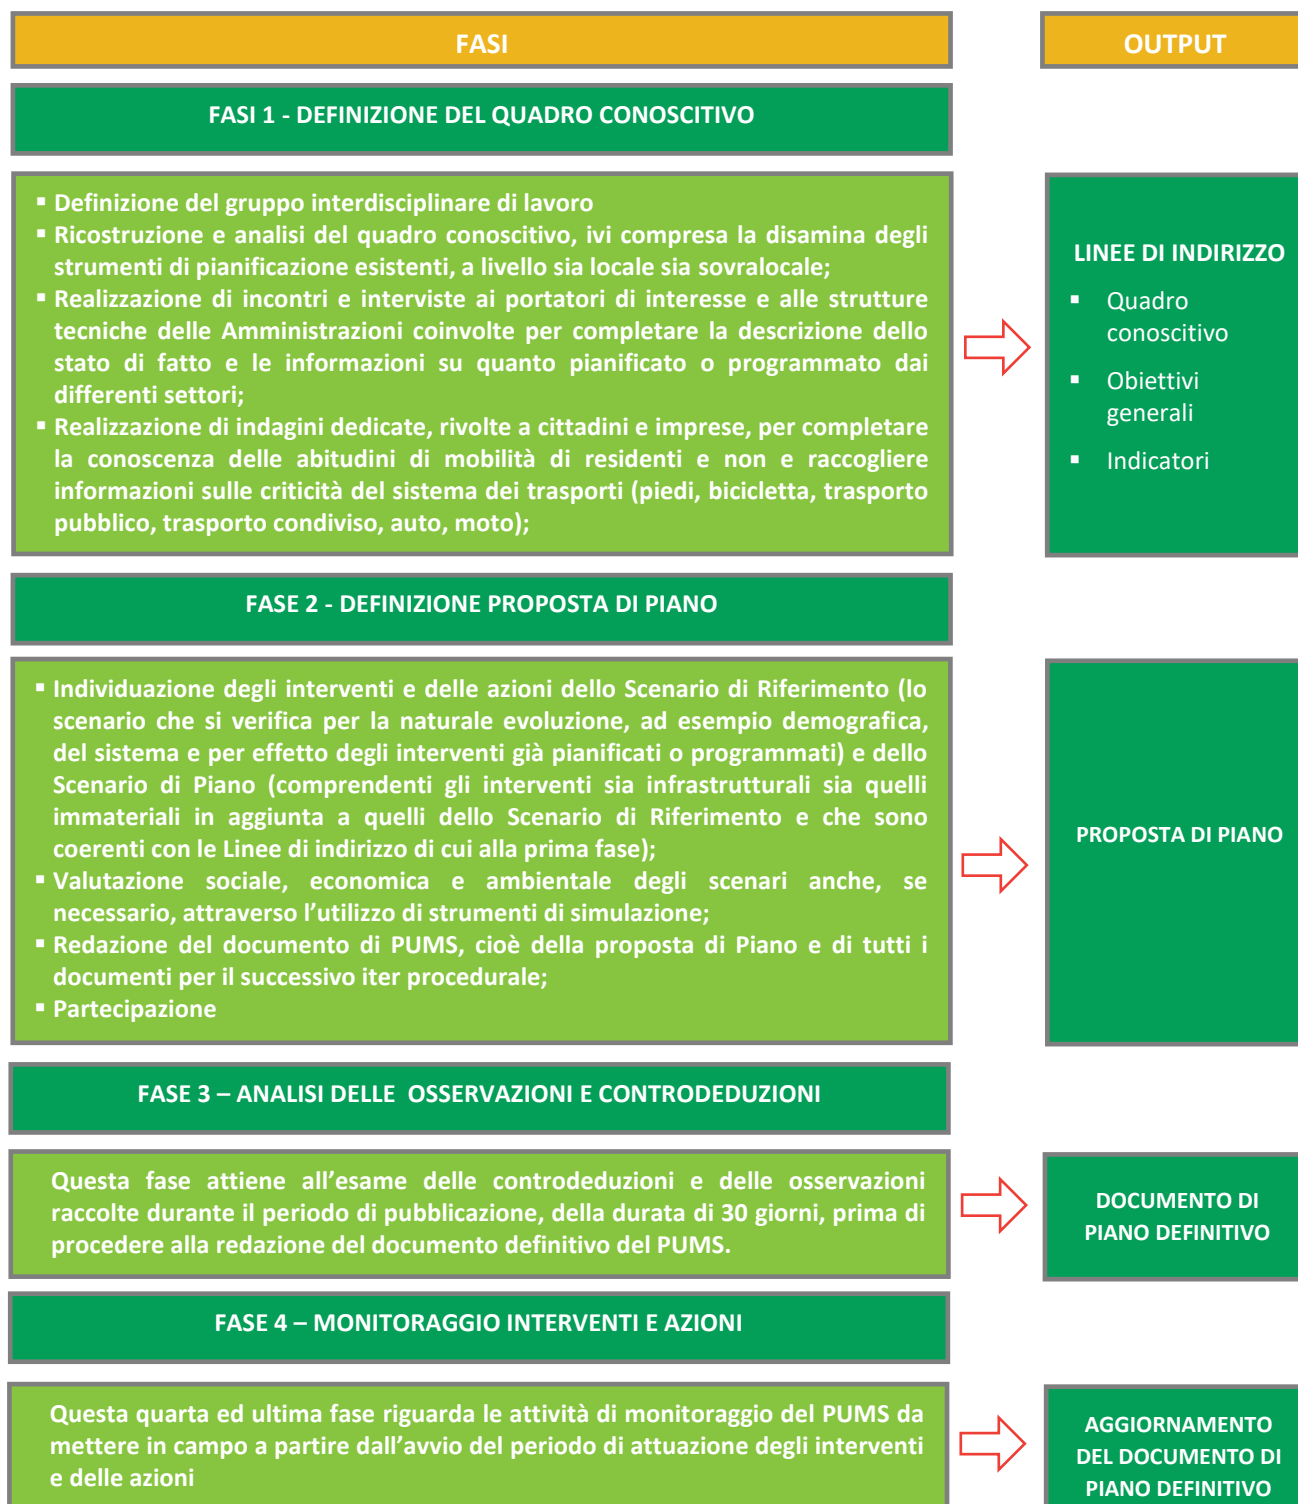 FASI
OUTPUT
FASI 1 - DEFINIZIONE DEL QUADRO CONOSCITIVO
▪ Definizione del gruppo interdisciplinare di lavoro
▪ Ricostruzione e analisi del quadro conoscitivo, ivi compresa la disamina degli
strumenti di pianificazione esistenti, a livello sia locale sia sovralocale;
▪ Realizzazione di incontri e interviste ai portatori di interesse e alle strutture
tecniche delle Amministrazioni coinvolte per completare la descrizione dello
stato di fatto e le informazioni su quanto pianificato o programmato dai
differenti settori;
▪ Realizzazione di indagini dedicate, rivolte a cittadini e imprese, per completare
la conoscenza delle abitudini di mobilità di residenti e non e raccogliere
informazioni sulle criticità del sistema dei trasporti (piedi, bicicletta, trasporto
pubblico, trasporto condiviso, auto, moto);
LINEE DI INDIRIZZO
▪ Quadro
conoscitivo
▪ Obiettivi
generali
▪ Indicatori
FASE 2 - DEFINIZIONE PROPOSTA DI PIANO
▪ Individuazione degli interventi e delle azioni dello Scenario di Riferimento (lo
scenario che si verifica per la naturale evoluzione, ad esempio demografica,
del sistema e per effetto degli interventi già pianificati o programmati) e dello
Scenario di Piano (comprendenti gli interventi sia infrastrutturali sia quelli
immateriali in aggiunta a quelli dello Scenario di Riferimento e che sono
coerenti con le Linee di indirizzo di cui alla prima fase);
▪ Valutazione sociale, economica e ambientale degli scenari anche, se
necessario, attraverso l’utilizzo di strumenti di simulazione;
▪ Redazione del documento di PUMS, cioè della proposta di Piano e di tutti i
documenti per il successivo iter procedurale;
▪ Partecipazione
PROPOSTA DI PIANO
FASE 3 – ANALISI DELLE OSSERVAZIONI E CONTRODEDUZIONI
Questa fase attiene all’esame delle controdeduzioni e delle osservazioni
raccolte durante il periodo di pubblicazione, della durata di 30 giorni, prima di
procedere alla redazione del documento definitivo del PUMS.
DOCUMENTO DI
PIANO DEFINITIVO
FASE 4 – MONITORAGGIO INTERVENTI E AZIONI
Questa quarta ed ultima fase riguarda le attività di monitoraggio del PUMS da
mettere in campo a partire dall’avvio del periodo di attuazione degli interventi
e delle azioni
AGGIORNAMENTO
DEL DOCUMENTO DI
PIANO DEFINITIVO